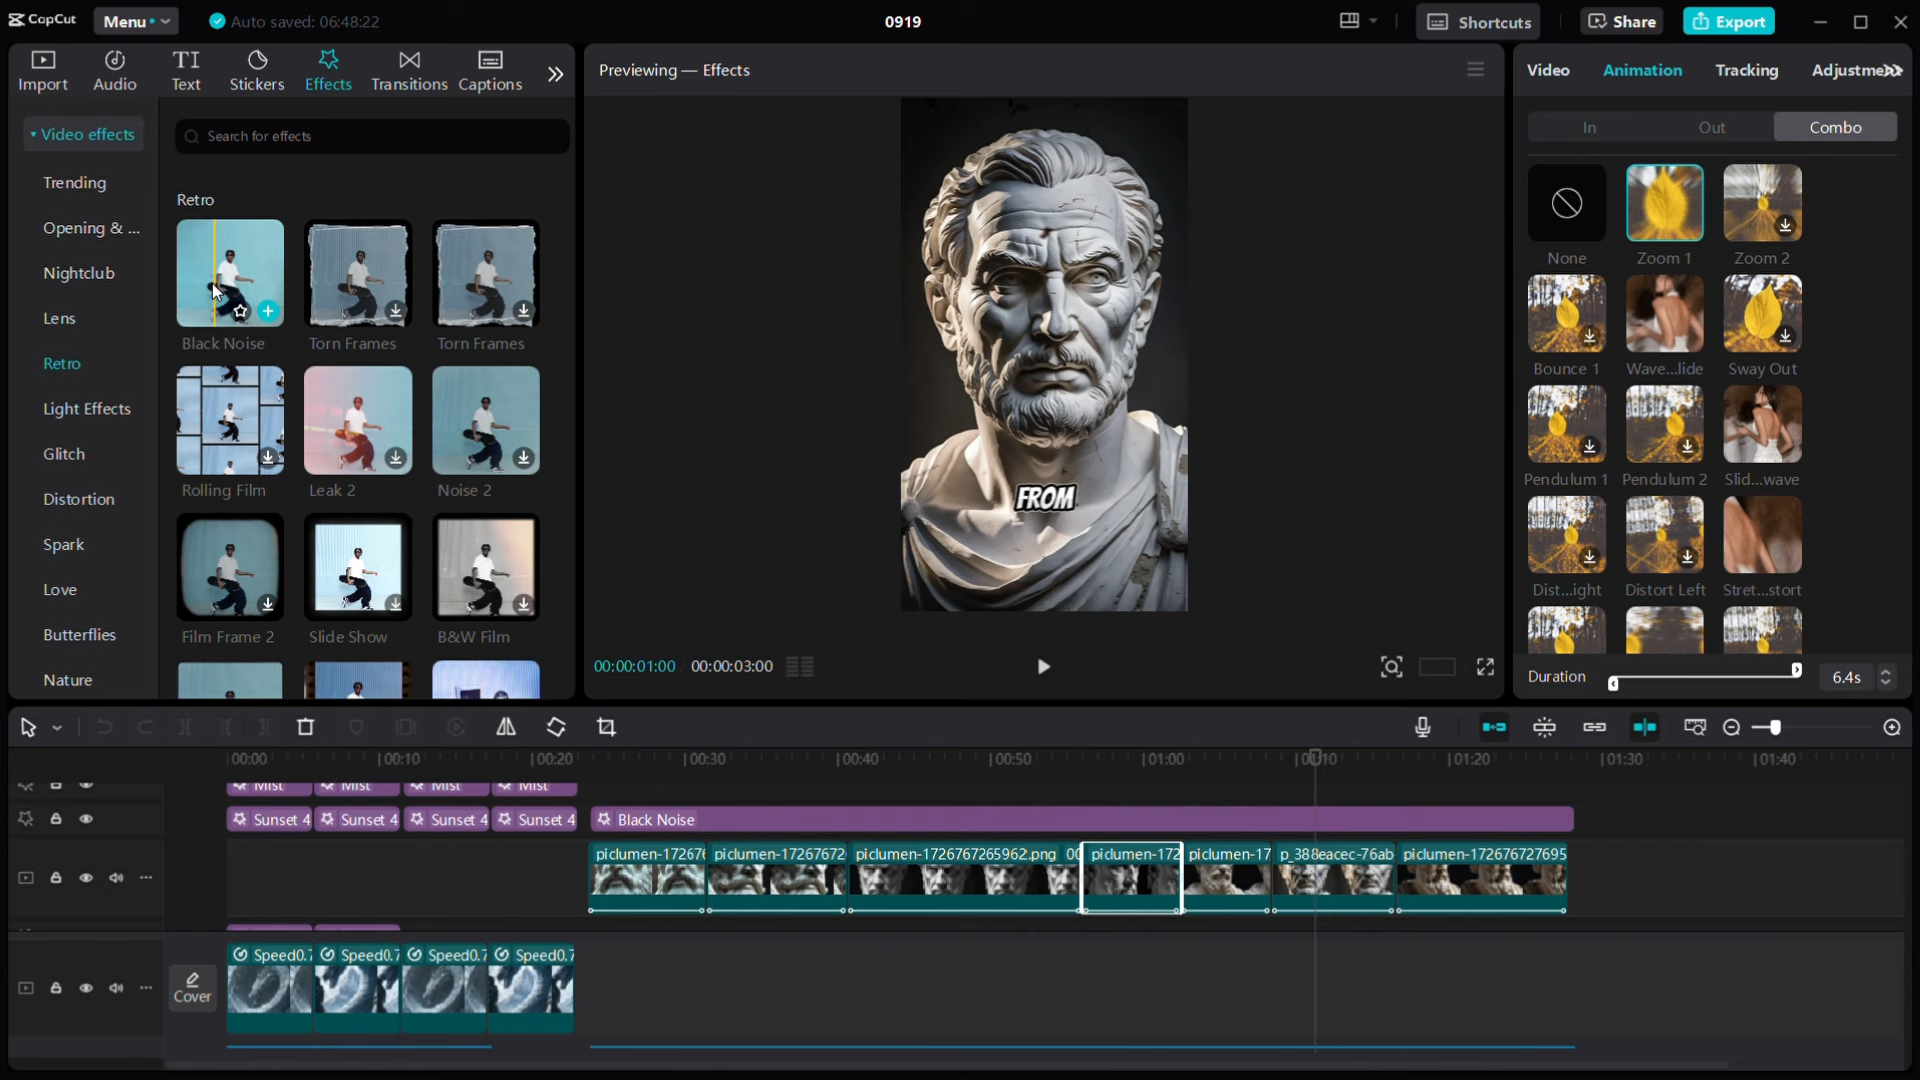 CapCut
Menu
Auto saved: 06:48:22
0919
Shortcuts
Share
Export
Import
Audio
TI
Text
Stickers
Effects
Transitions
Captions
Previewing — Effects
Video
Animation
Tracking
Adjustment
Video effects
Search for effects
In
Out
Combo
Trending
Opening & ...
Nightclub
Lens
Retro
Light Effects
Glitch
Distortion
Spark
Love
Butterflies
Nature
Retro
Black Noise
Torn Frames
Torn Frames
Rolling Film
Leak 2
Noise 2
Film Frame 2
Slide Show
B&W Film
FROM
00:00:01:00
00:00:03:00
None
Zoom 1
Zoom 2
Bounce 1
Wave...lide
Sway Out
Pendulum 1
Pendulum 2
Slid...wave
Dist...ight
Distort Left
Stret...stort
Duration
6.4s
00:00
00:10
00:20
00:30
00:40
00:50
01:00
01:10
01:20
01:30
01:40
Mist
Mist
Mist
Mist
Sunset 4
Sunset 4
Sunset 4
Sunset 4
Black Noise
piclumen-17267
piclumen-17267672
piclumen-1726767265962.png
00
piclumen-172
piclumen-17
p_388eacec-76ab
piclumen-172676727695
Cover
Speed0.7
Speed0.7
Speed0.7
Speed0.7